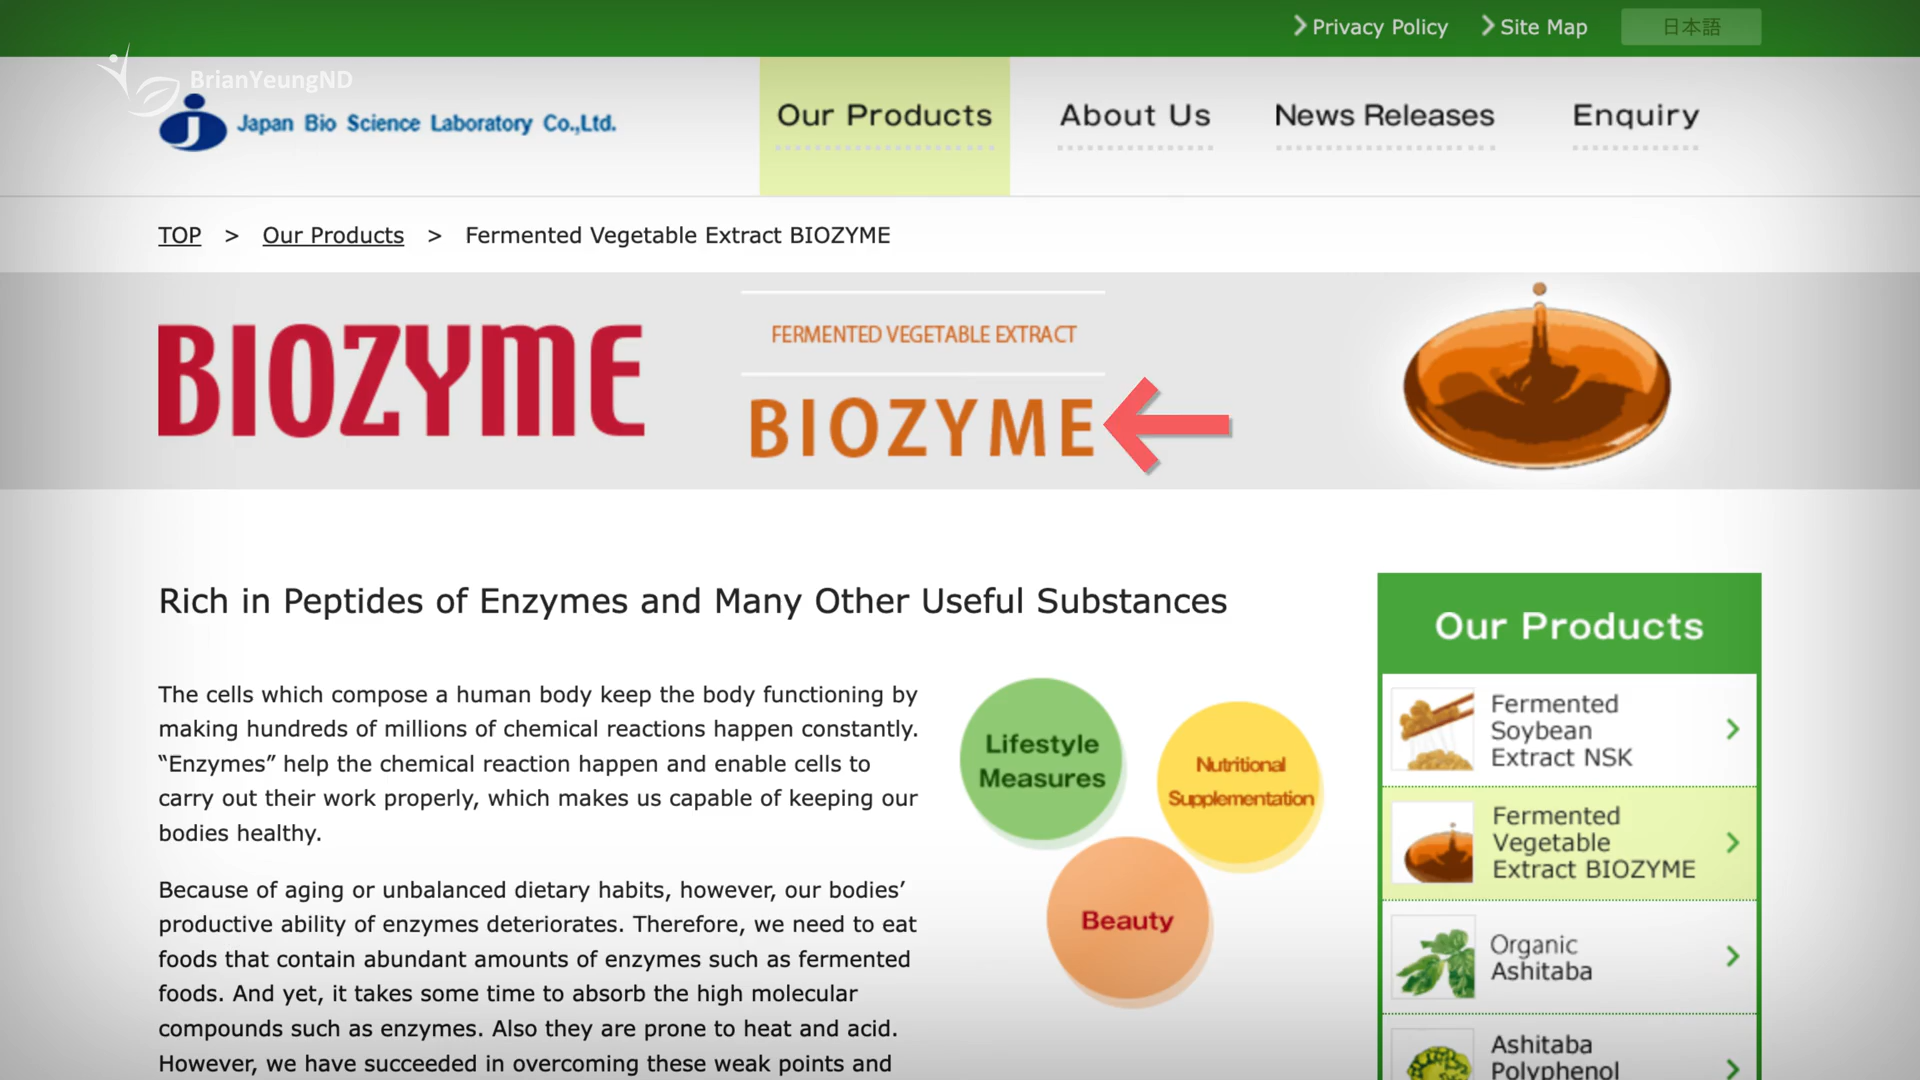 Privacy Policy
Site Map
日本語
BrianYeungND
Japan Bio Science Laboratory Co.,Ltd.
Our Products
About Us
News Releases
Enquiry
TOP > Our Products > Fermented Vegetable Extract BIOZYME
BIOZYME
FERMENTED VEGETABLE EXTRACT
BIOZYME
Rich in Peptides of Enzymes and Many Other Useful Substances
The cells which compose a human body keep the body functioning by
making hundreds of millions of chemical reactions happen constantly.
“Enzymes” help the chemical reaction happen and enable cells to
carry out their work properly, which makes us capable of keeping our
bodies healthy.
Because of aging or unbalanced dietary habits, however, our bodies’
productive ability of enzymes deteriorates. Therefore, we need to eat
foods that contain abundant amounts of enzymes such as fermented
foods. And yet, it takes some time to absorb the high molecular
compounds such as enzymes. Also they are prone to heat and acid.
However, we have succeeded in overcoming these weak points and
Lifestyle
Measures
Nutritional
Supplementation
Beauty
Our Products
Fermented
Soybean
Extract NSK
Fermented
Vegetable
Extract BIOZYME
Organic
Ashitaba
Ashitaba
Polyphenol